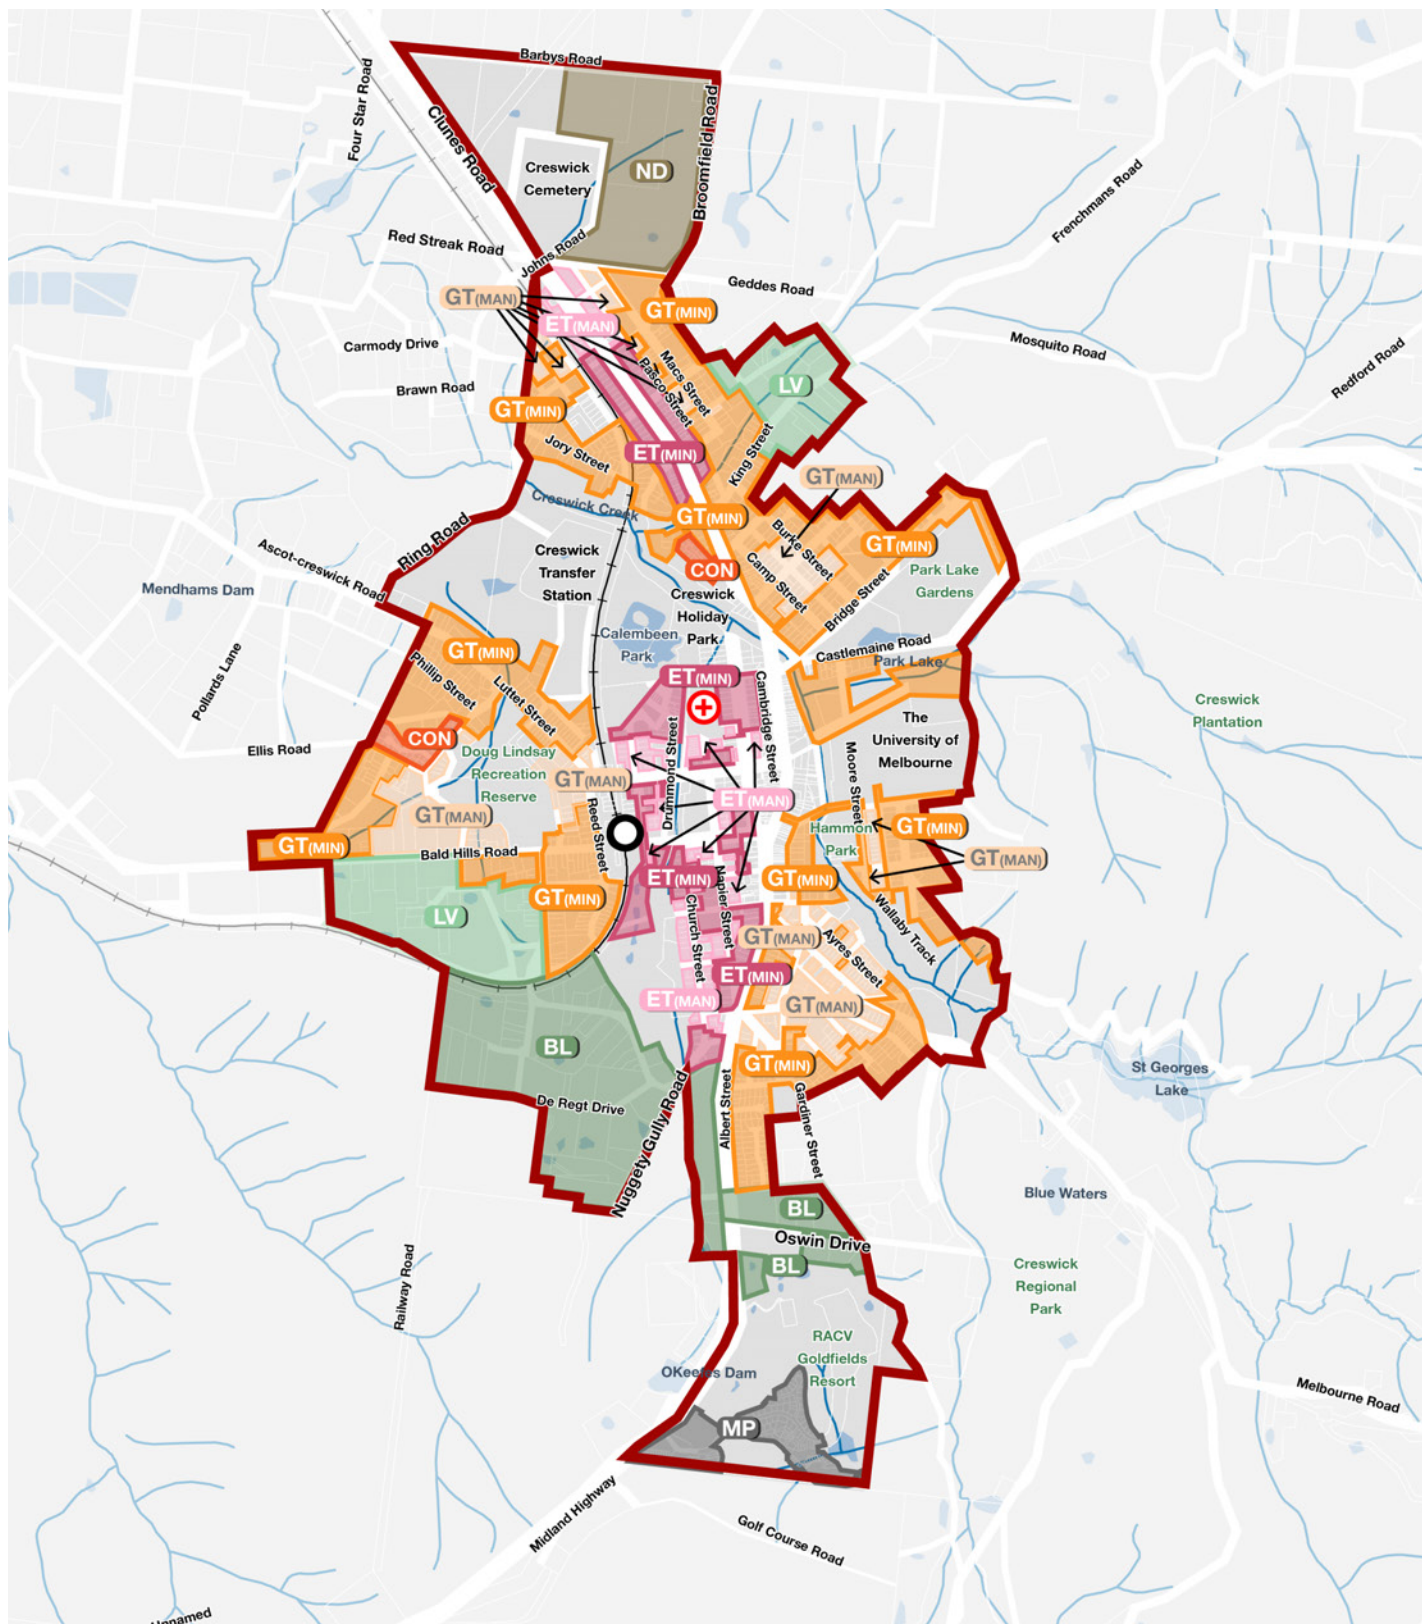 Barbys Road
Four Star Road
Clunes Road
Broomfield Road
Creswick
Cemetery
ND
Frenchmans Road
Red Streak Road
Johns Road
Geddes Road
GT(MAN)
GT(MIN)
ET(MAN)
Carmody Drive
Mosquito Road
Redford Road
Macs Street
Pasco Street
Brawn Road
LV
GT(MIN)
Jory Street
ET(MIN)
King Street
GT(MAN)
Creswick Creek
GT(MIN)
Ring Road
Burke Street
GT(MIN)
Creswick
Transfer
Station
CON
Camp Street
Bridge Street
Park Lake
Gardens
Ascot-creswick Road
Mendhams Dam
Creswick
Holiday
Park
Calembeen
Park
Castlemaine Road
Park Lake
Pollards Lane
GT(MIN)
Phillip Street
Luttet Street
ET(MIN)
Cambridge Street
Creswick
Plantation
The
University of
Melbourne
Ellis Road
CON
Doug Lindsay
Recreation
Reserve
Drummond Street
Moore Street
GT(MAN)
ET(MAN)
GT(MAN)
Reed Street
Hammon
Park
GT(MIN)
GT(MIN)
Bald Hills Road
GT(MAN)
ET(MIN)
GT(MIN)
GT(MIN)
Napier Street
Church Street
LV
Wallaby Track
GT(MAN)
Ayres Street
ET(MIN)
ET(MAN)
GT(MAN)
BL
GT(MIN)
St Georges
Lake
De Regt Drive
Nuggety Gully Road
Albert Street
Gardiner Street
Blue Waters
BL
Oswin Drive
BL
Railway Road
Creswick
Regional
Park
RACV
Goldfields
Resort
OKeefes Dam
Melbourne Road
MP
Midland Highway
Golf Course Road
Unnamed